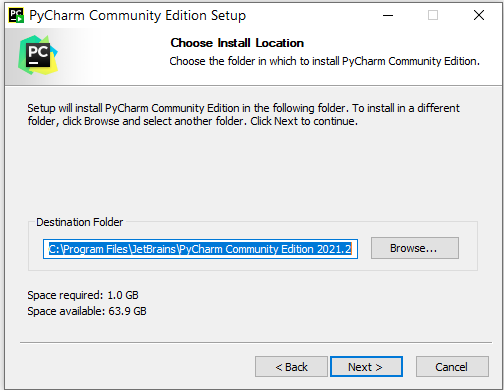 PyCharm Community Edition Setup
PC
Choose Install Location
Choose the folder in which to install PyCharm Community Edition.
Setup will install PyCharm Community Edition in the following folder. To install in a different
folder, click Browse and select another folder. Click Next to continue.
Destination Folder
C:\Program Files\JetBrains\PyCharm Community Edition 2021.2
Browse...
Space required: 1.0 GB
Space available: 63.9 GB
< Back
Next >
Cancel